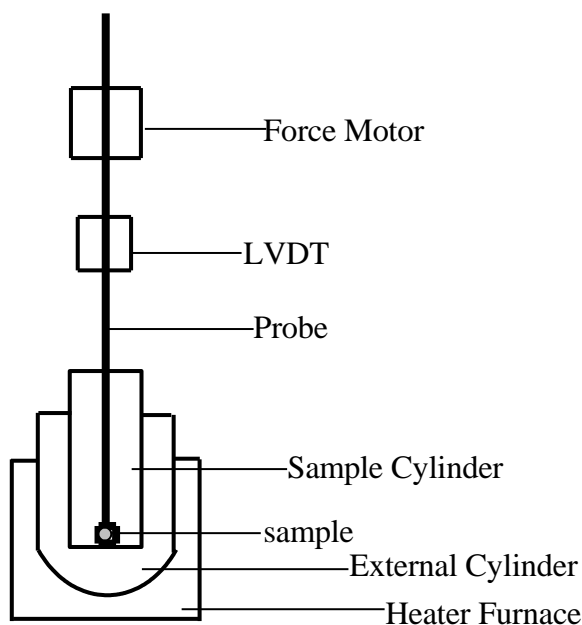 Force Motor
LVDT
Probe
Sample Cylinder
sample
External Cylinder
Heater Furnace